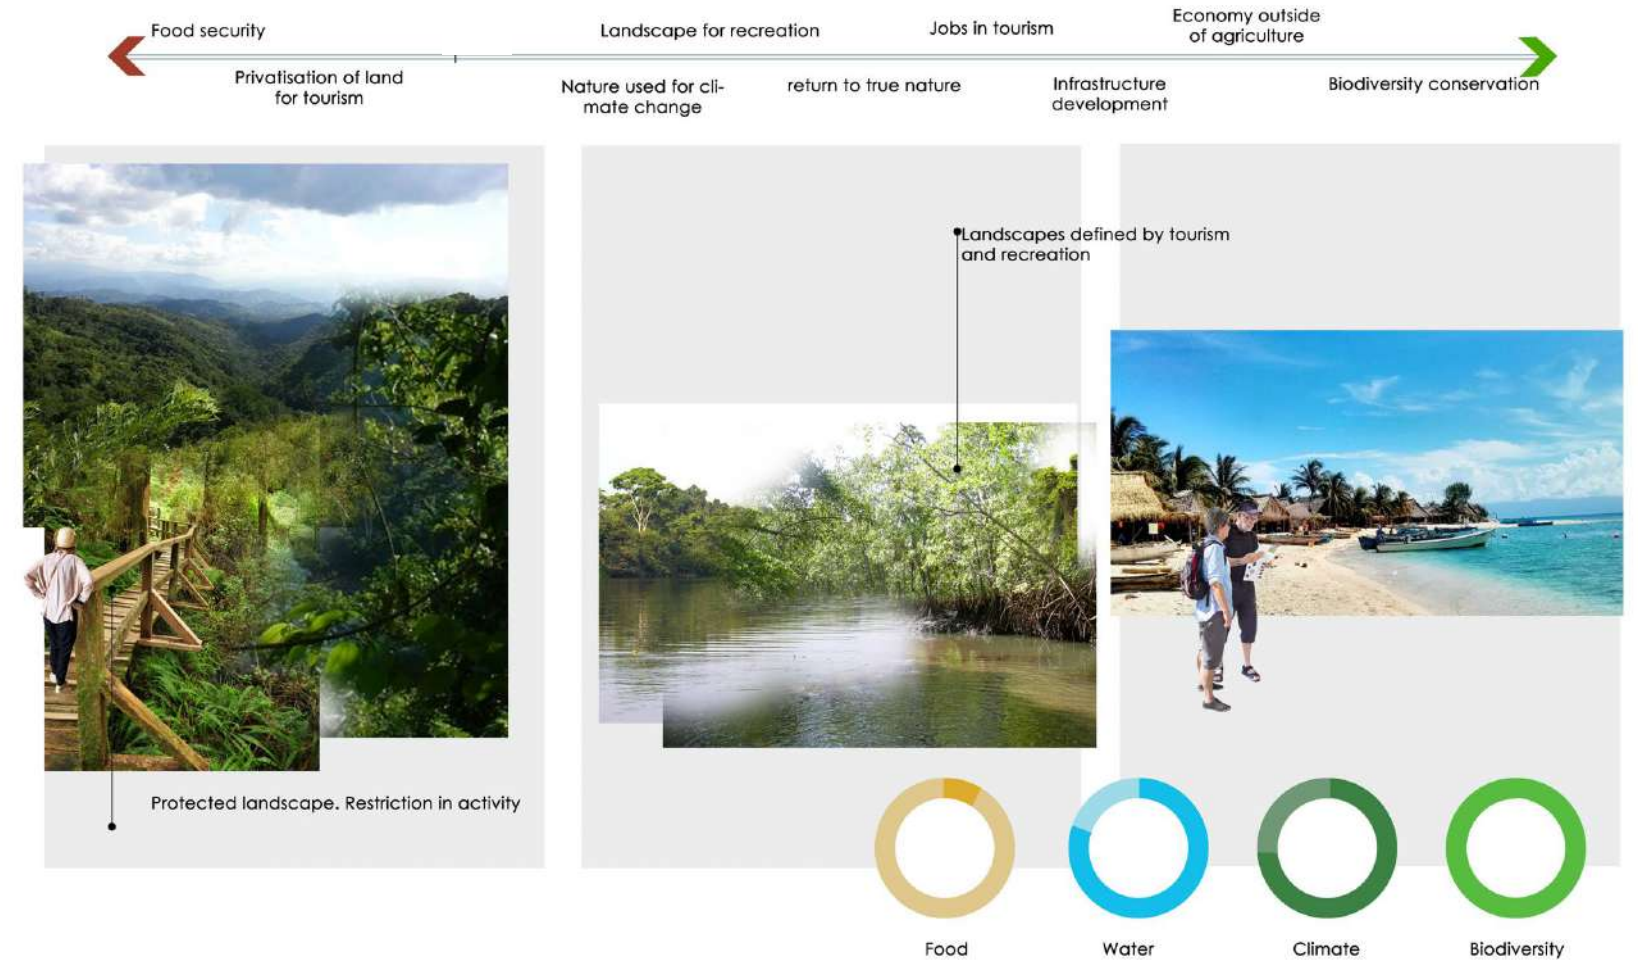 Food security
Landscape for recreation
Jobs in tourism
Economy outside
of agriculture
Privatisation of land
for tourism
Nature used for cli-
mate change
return to true nature
Infrastructure
development
Biodiversity conservation
Landscapes defined by tourism
and recreation
Protected landscape. Restriction in activity
Food
Water
Climate
Biodiversity